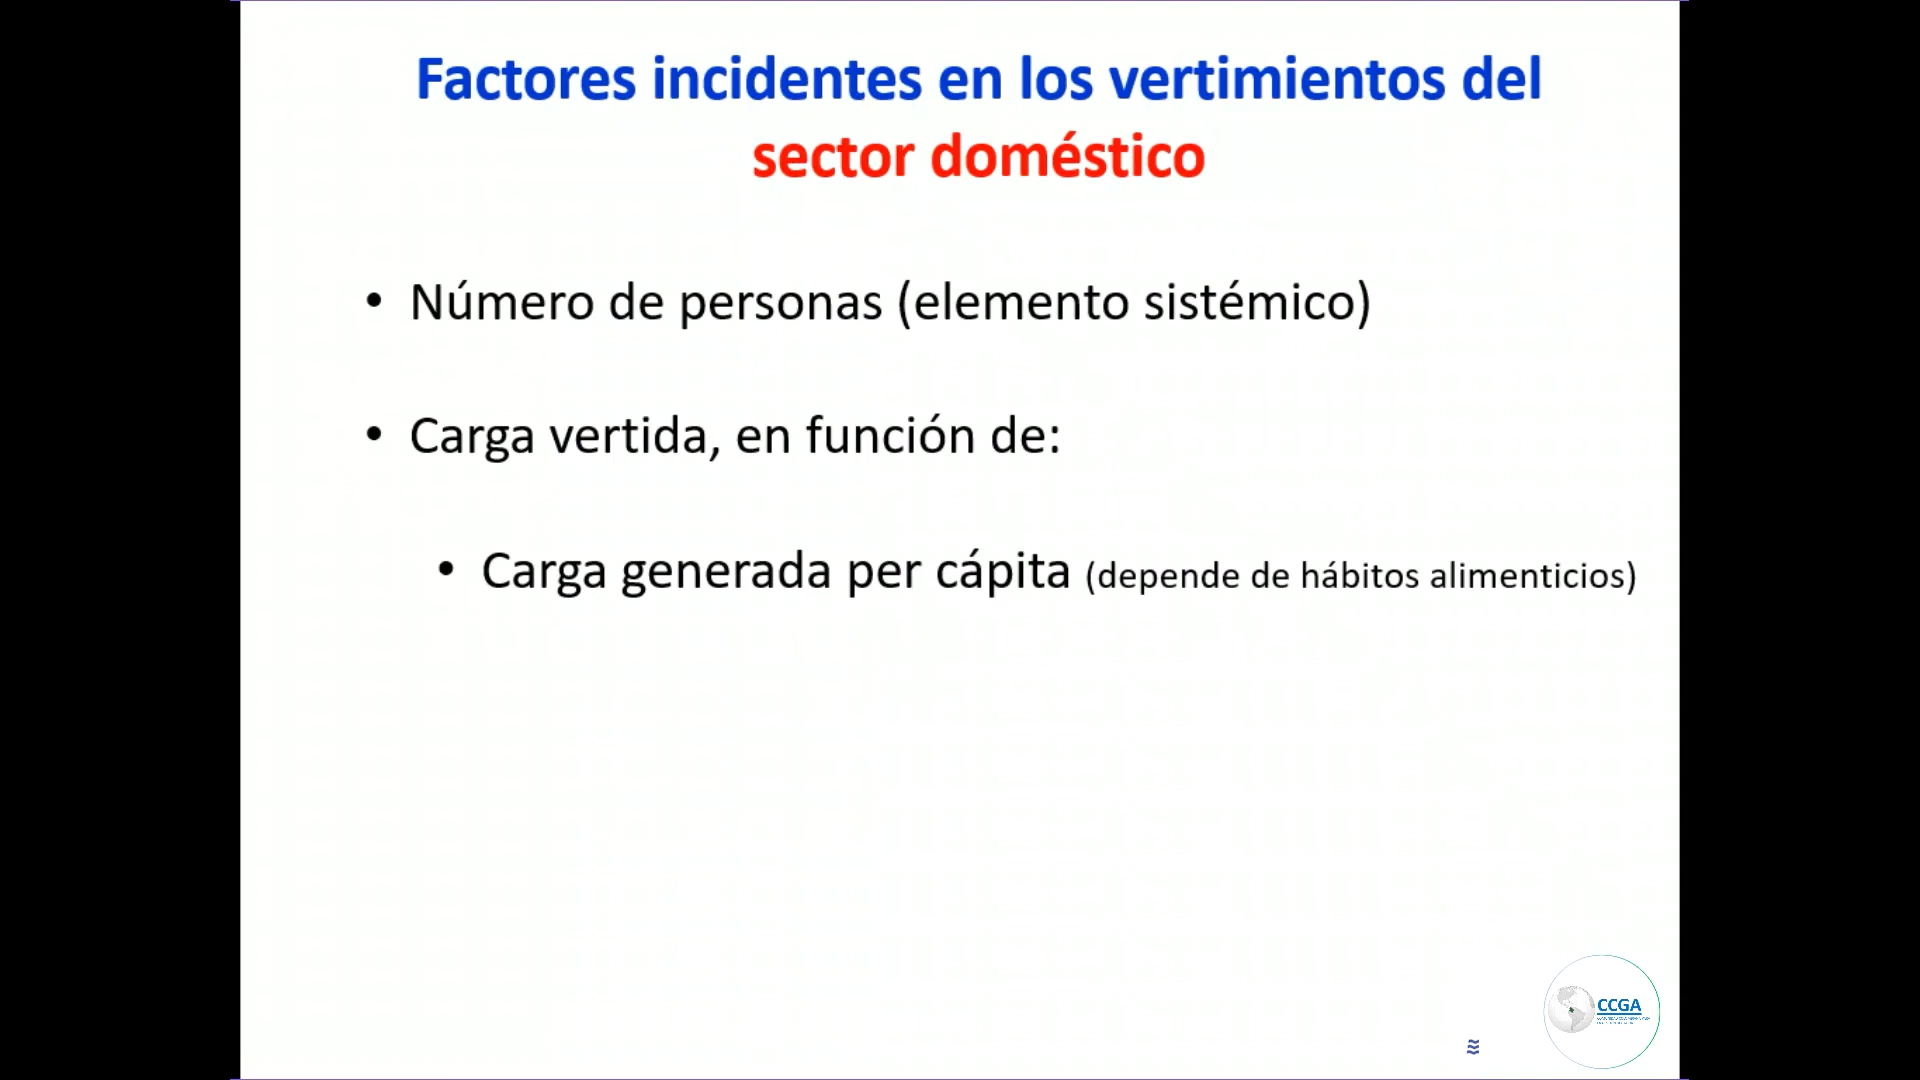 Factores incidentes en los vertimientos del
sector doméstico
• Número de personas (elemento sistémico)
• Carga vertida, en función de:
• Carga generada per cápita (depende de hábitos alimenticios)
CCGA